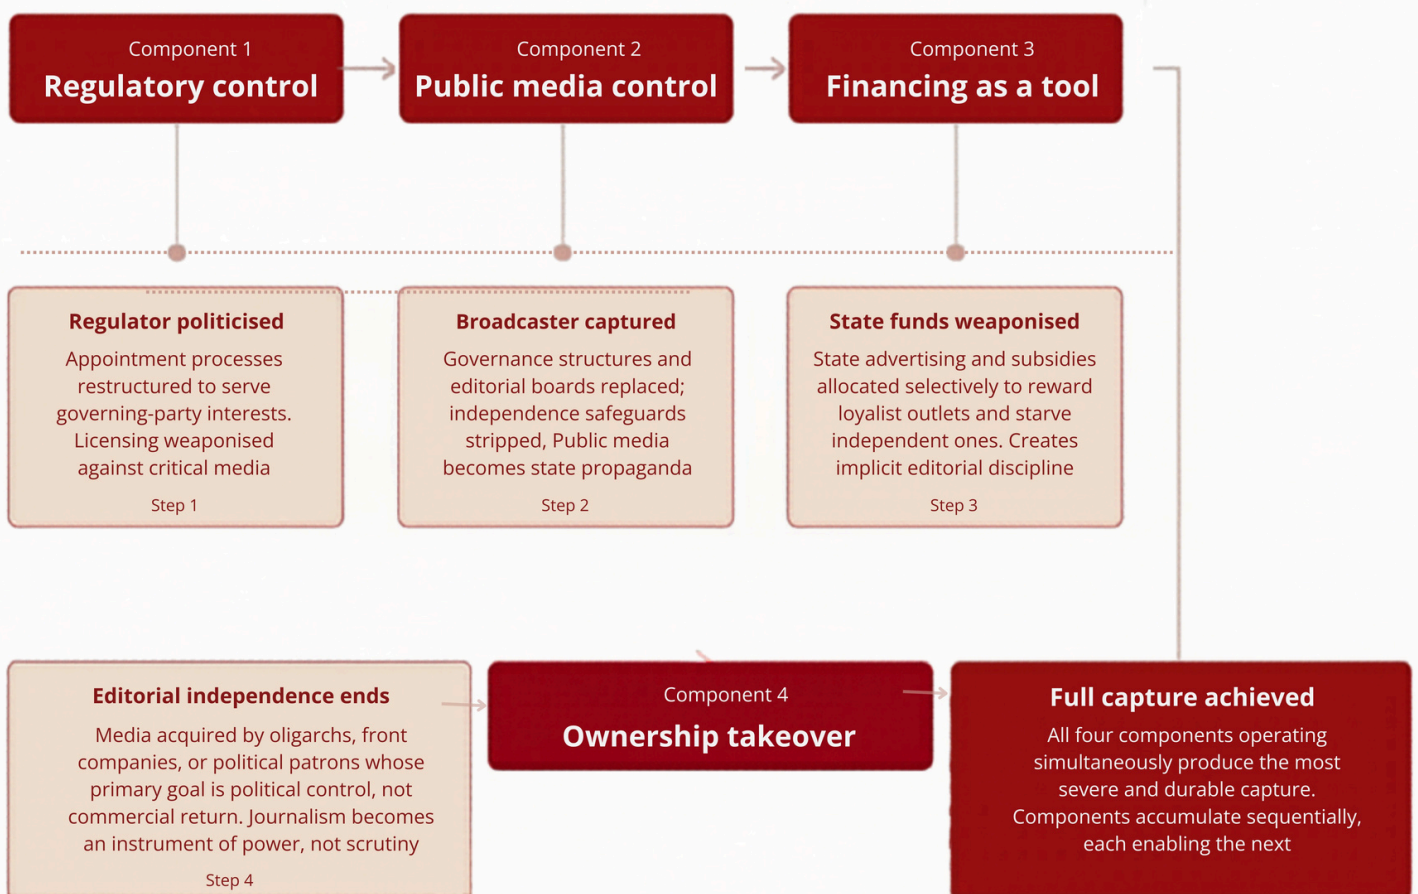 Component 1
Regulatory control
Component 2
Public media control
Component 3
Financing as a tool
Regulator politicised
Appointment processes
restructured to serve
governing-party interests.
Licensing weaponised
against critical media
Step 1
Broadcaster captured
Governance structures and
editorial boards replaced;
independence safeguards
stripped, Public media
becomes state propaganda
Step 2
State funds weaponised
State advertising and subsidies
allocated selectively to reward
loyalist outlets and starve
independent ones. Creates
implicit editorial discipline
Step 3
Editorial independence ends
Media acquired by oligarchs, front
companies, or political patrons whose
primary goal is political control, not
commercial return. Journalism becomes
an instrument of power, not scrutiny
Step 4
Component 4
Ownership takeover
Full capture achieved
All four components operating
simultaneously produce the most
severe and durable capture.
Components accumulate sequentially,
each enabling the next